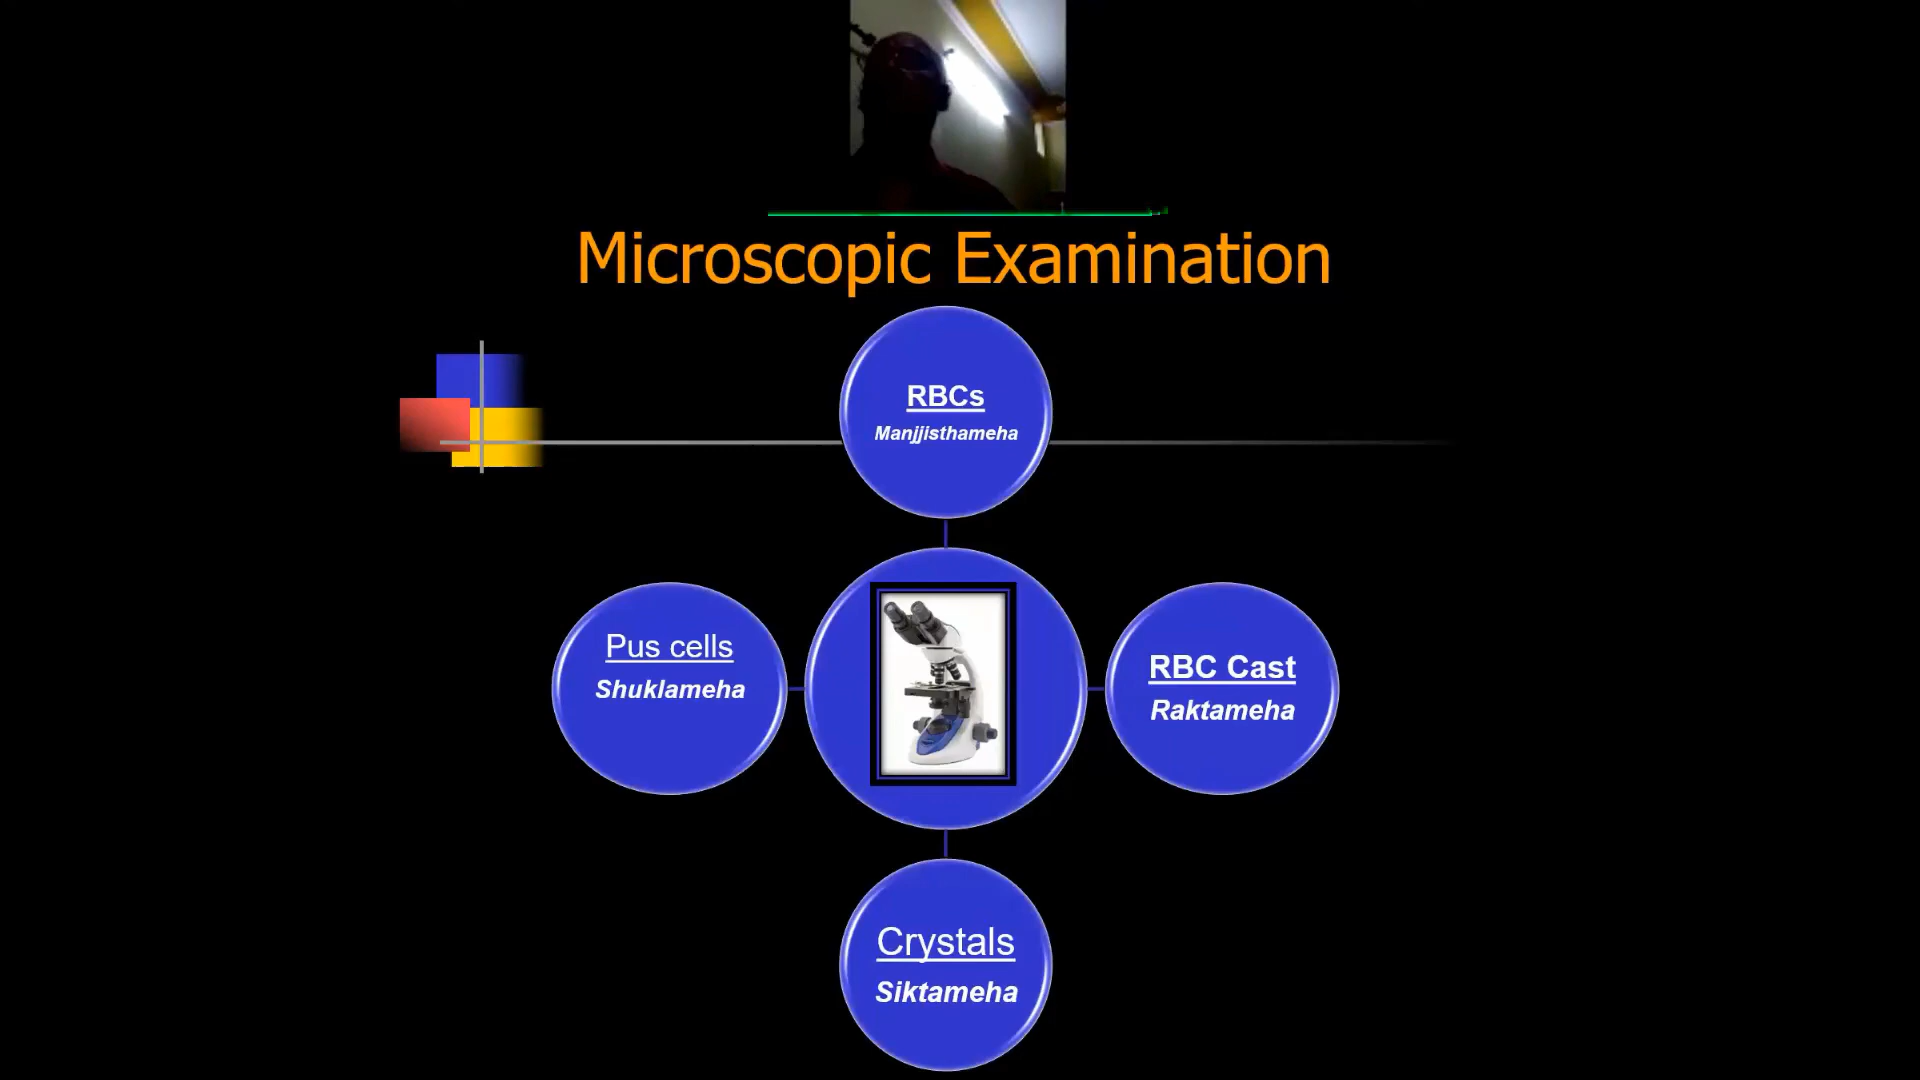 Microscopic Examination
RBCs
Manjjisthameha
Pus cells
Shuklameha
RBC Cast
Raktameha
Crystals
Siktameha